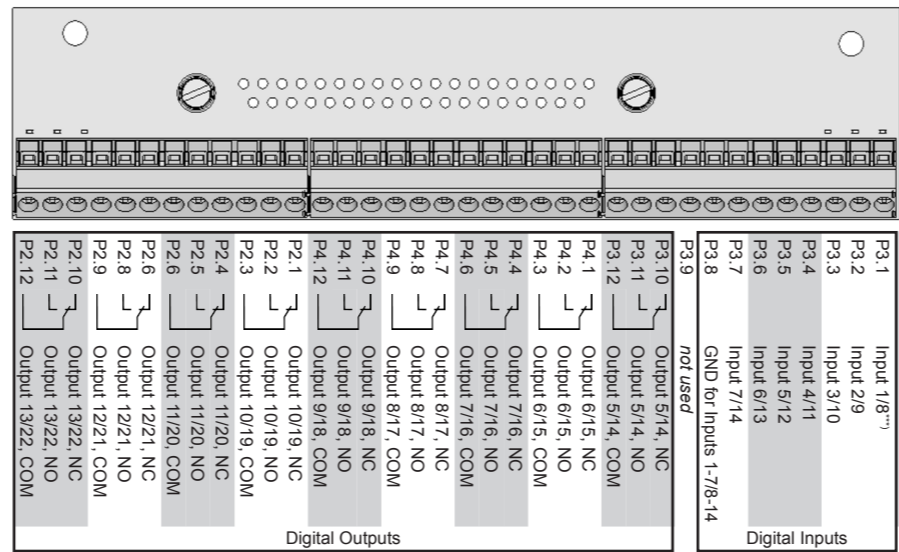 P3.1 Input 1/8***)
P3.2 Input 2/9
P3.3 Input 3/10
P3.4 Input 4/11
P3.5 Input 5/12
P3.6 Input 6/13
P3.7 Input 7/14
P3.8 GND for Inputs 1-7/8-14
Digital Inputs
P3.9 not used
P3.10 Output 5/14, NC
P3.11 Output 5/14, NO
P3.12 Output 5/14, COM
P4.1 Output 6/15, NC
P4.2 Output 6/15, NO
P4.3 Output 6/15, COM
P4.4 Output 7/16, NC
P4.5 Output 7/16, NO
P4.6 Output 7/16, COM
P4.7 Output 8/17, NC
P4.8 Output 8/17, NO
P4.9 Output 8/17, COM
P4.10 Output 9/18, NC
P4.11 Output 9/18, NO
P4.12 Output 9/18, COM
P2.1 Output 10/19, NC
P2.2 Output 10/19, NO
P2.3 Output 10/19, COM
P2.4 Output 11/20, NC
P2.5 Output 11/20, NO
P2.6 Output 11/20, COM
P2.6 Output 12/21, NC
P2.8 Output 12/21, NO
P2.9 Output 12/21, COM
P2.10 Output 13/22, NC
P2.11 Output 13/22, NO
P2.12 Output 13/22, COM
Digital Outputs